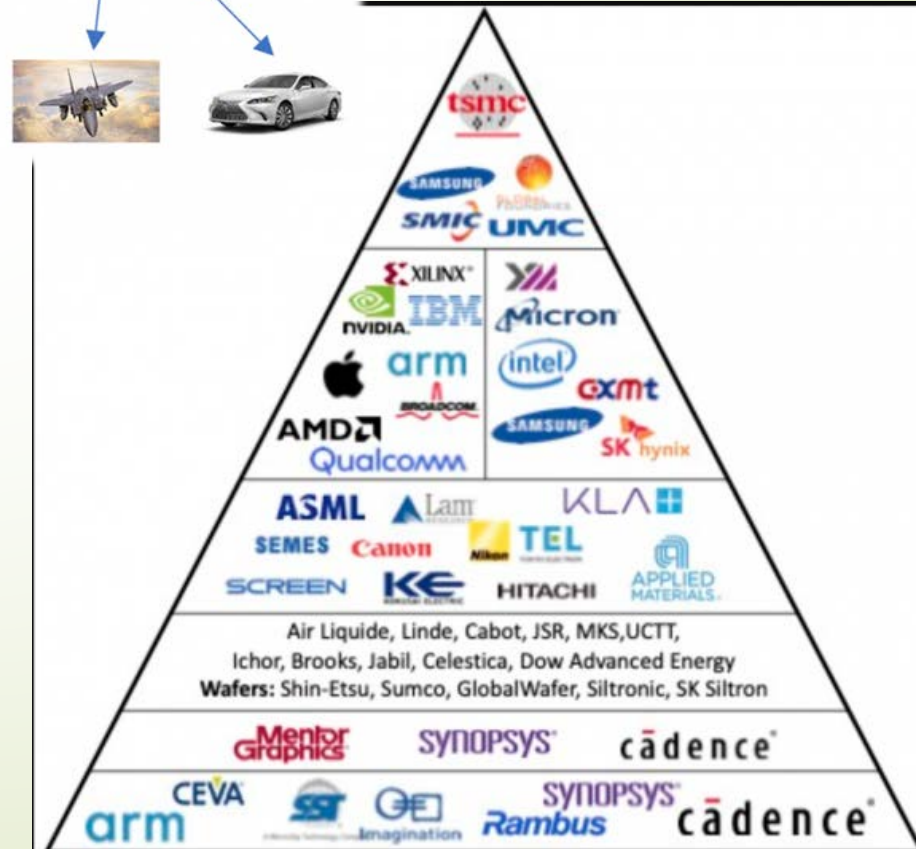 tsmc
SAMSUNG
SMIC UMC
XILINX
NVIDIA. IBM
arm
BROADCOM
AMD
Qualcomm
Micron
intel
cxmt
SAMSUNG
SK hynix
ASML Lam KLA
SEMES Canon Nikon TEL
SCREEN KE HITACHI APPLIED MATERIALS
Air Liquide, Linde, Cabot, JSR, MKS,UCTT,
Ichor, Brooks, Jabil, Celestica, Dow Advanced Energy
Wafers: Shin-Etsu, Sumco, GlobalWafer, Siltronic, SK Siltron
Mentor Graphics SYNOPSYS cādence
CEVA SYNOPSYS
arm SST Imagination Rambus cādence